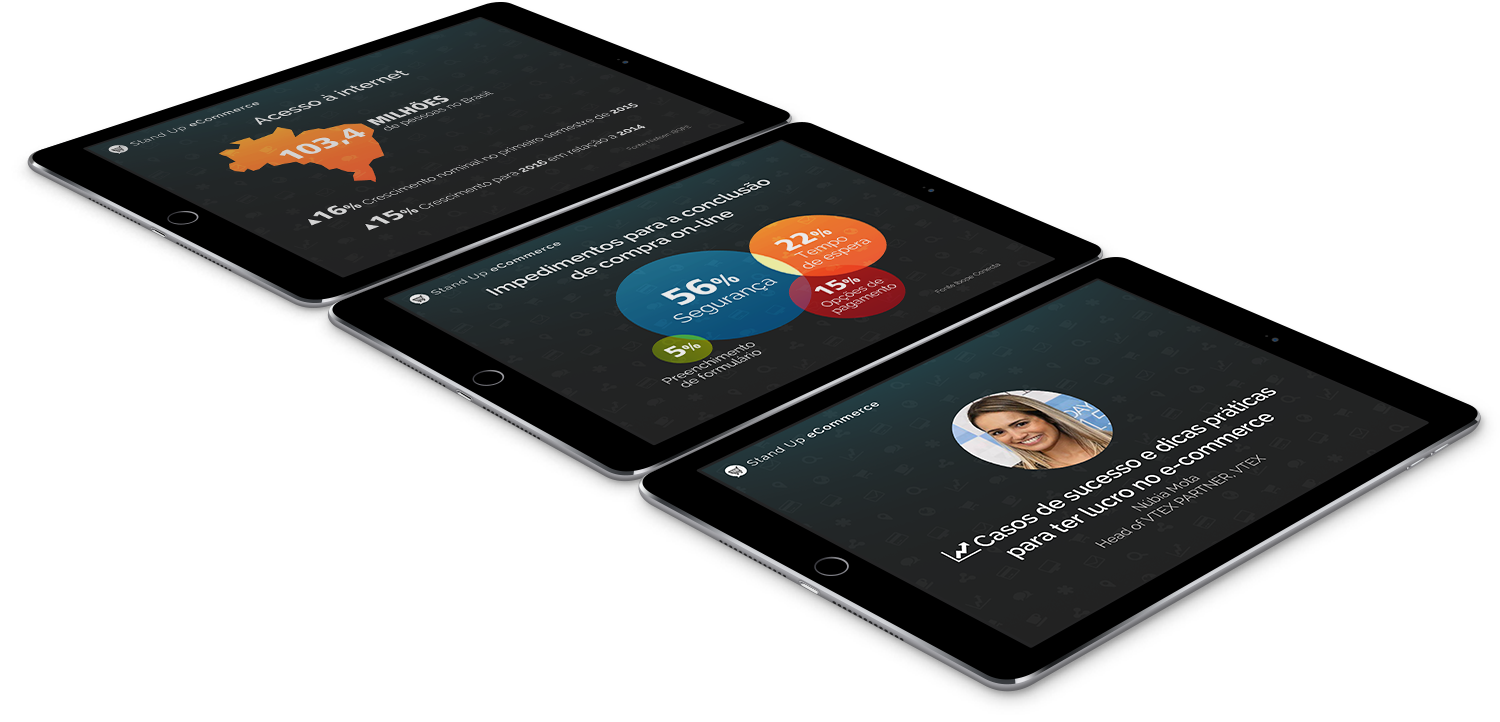 Stand Up eCommerce
Acesso à internet
103,4 MILHÕES
de pessoas no Brasil
▲16% Crescimento nominal no primeiro semestre de 2015
▲15% Crescimento para 2016 em relação a 2014
Stand Up eCommerce
Impedimentos para a conclusão
de compra on-line
56%
Segurança
22%
Tempo
de espera
15%
Opções de
pagamento
5%
Preenchimento
de formulário
Fonte Ibope Conecta
Stand Up eCommerce
Casos de sucesso e dicas práticas
para ter lucro no e-commerce
Núbia Mota
Head of VTEX PARTNER, VTEX